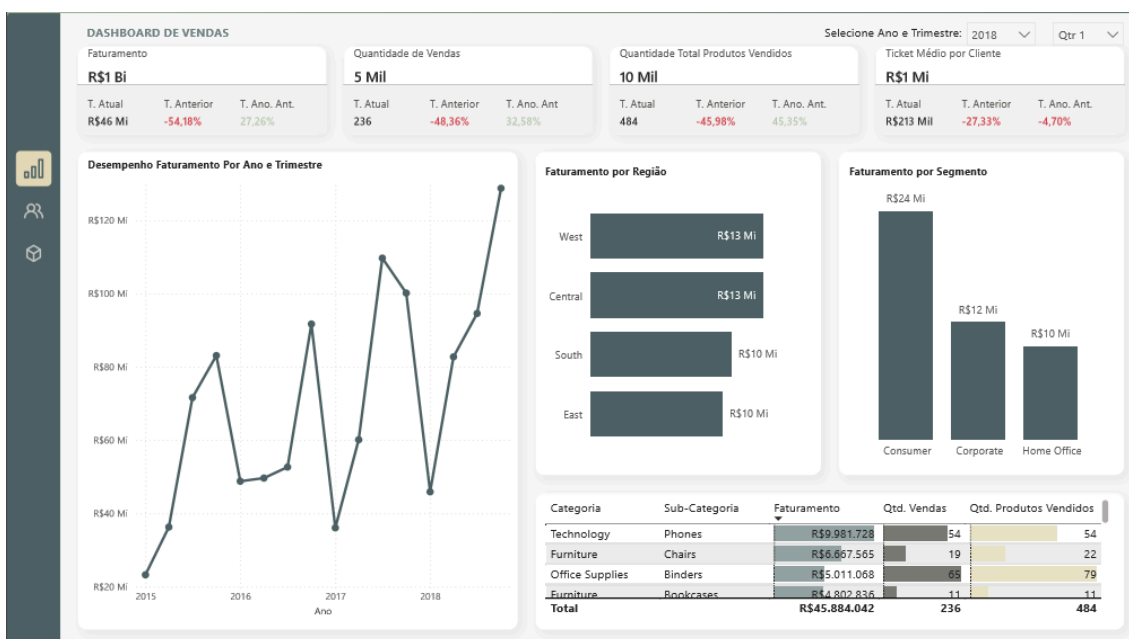 DASHBOARD DE VENDAS
Selecione Ano e Trimestre: 2018 Qtr 1
Faturamento
R$1 Bi
T. Atual T. Anterior T. Ano. Ant.
R$46 Mi -54,18% 27,26%
Quantidade de Vendas
5 Mil
T. Atual T. Anterior T. Ano. Ant
236 -48,36% 32,58%
Quantidade Total Produtos Vendidos
10 Mil
T. Atual T. Anterior T. Ano. Ant.
484 -45,98% 45,35%
Ticket Médio por Cliente
R$1 Mi
T. Atual T. Anterior T. Ano. Ant.
R$213 Mil -27,33% -4,70%
Desempenho Faturamento Por Ano e Trimestre
R$120 Mi
R$100 Mi
R$80 Mi
R$60 Mi
R$40 Mi
R$20 Mi
2015 2016 2017 2018
Ano
Faturamento por Região
West R$13 Mi
Central R$13 Mi
South R$10 Mi
East R$10 Mi
Faturamento por Segmento
R$24 Mi
R$12 Mi
R$10 Mi
Consumer Corporate Home Office
Categoria Sub-Categoria Faturamento Qtd. Vendas Qtd. Produtos Vendidos
Technology Phones R$9.981.728 54 54
Furniture Chairs R$6.667.565 19 22
Office Supplies Binders R$5.011.068 65 79
Furniture Bookcases R$4.802.836 11 11
Total R$45.884.042 236 484